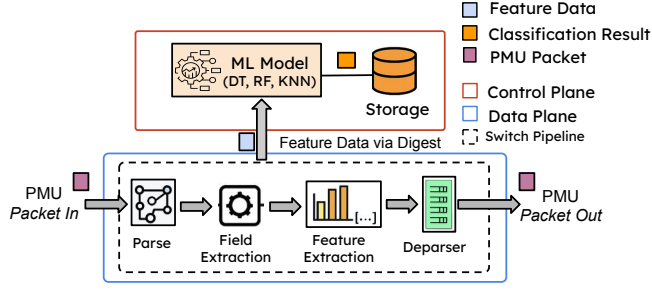 Feature Data
Classification Result
PMU Packet
Control Plane
Data Plane
Switch Pipeline
ML Model
(DT, RF, KNN)
Storage
Feature Data via Digest
PMU
Packet In
Parse
Field
Extraction
[...]
Feature
Extraction
Deparser
PMU
Packet Out